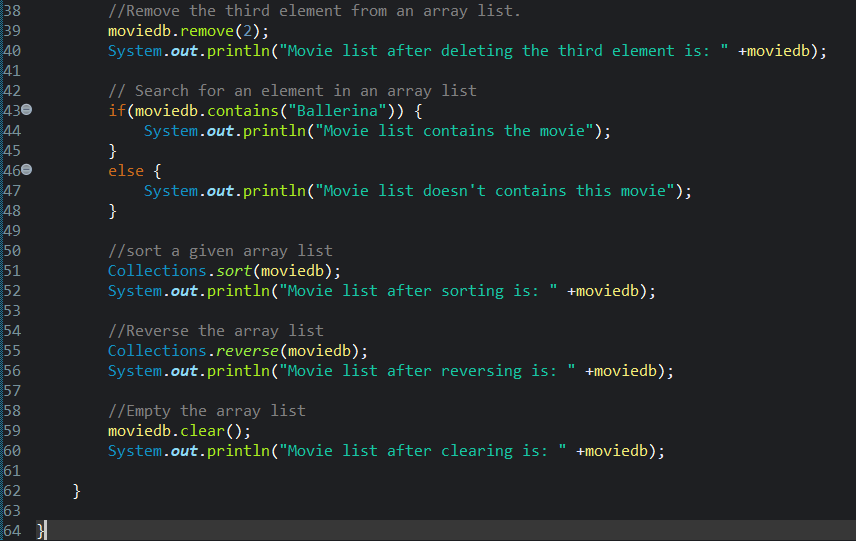 38 //Remove the third element from an array list.
39 moviedb.remove(2);
40 System.out.println("Movie list after deleting the third element is: " +moviedb);
41
42 // Search for an element in an array list
43 if(moviedb.contains("Ballerina")) {
44 System.out.println("Movie list contains the movie");
45 }
46 else {
47 System.out.println("Movie list doesn't contains this movie");
48 }
49
50 //sort a given array list
51 Collections.sort(moviedb);
52 System.out.println("Movie list after sorting is: " +moviedb);
53
54 //Reverse the array list
55 Collections.reverse(moviedb);
56 System.out.println("Movie list after reversing is: " +moviedb);
57
58 //Empty the array list
59 moviedb.clear();
60 System.out.println("Movie list after clearing is: " +moviedb);
61
62 }
63
64 }